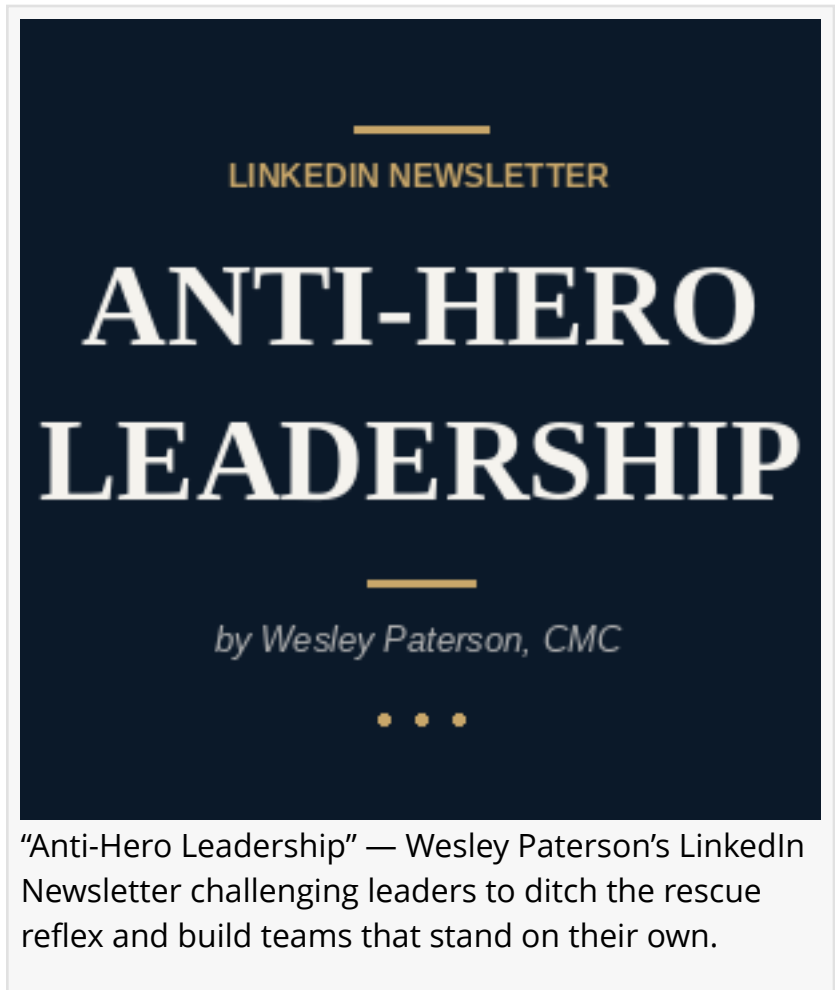 LINKEDIN NEWSLETTER
ANTI-HERO
LEADERSHIP
by Wesley Paterson, CMC
“Anti-Hero Leadership” — Wesley Paterson’s LinkedIn
Newsletter challenging leaders to ditch the rescue
reflex and build teams that stand on their own.